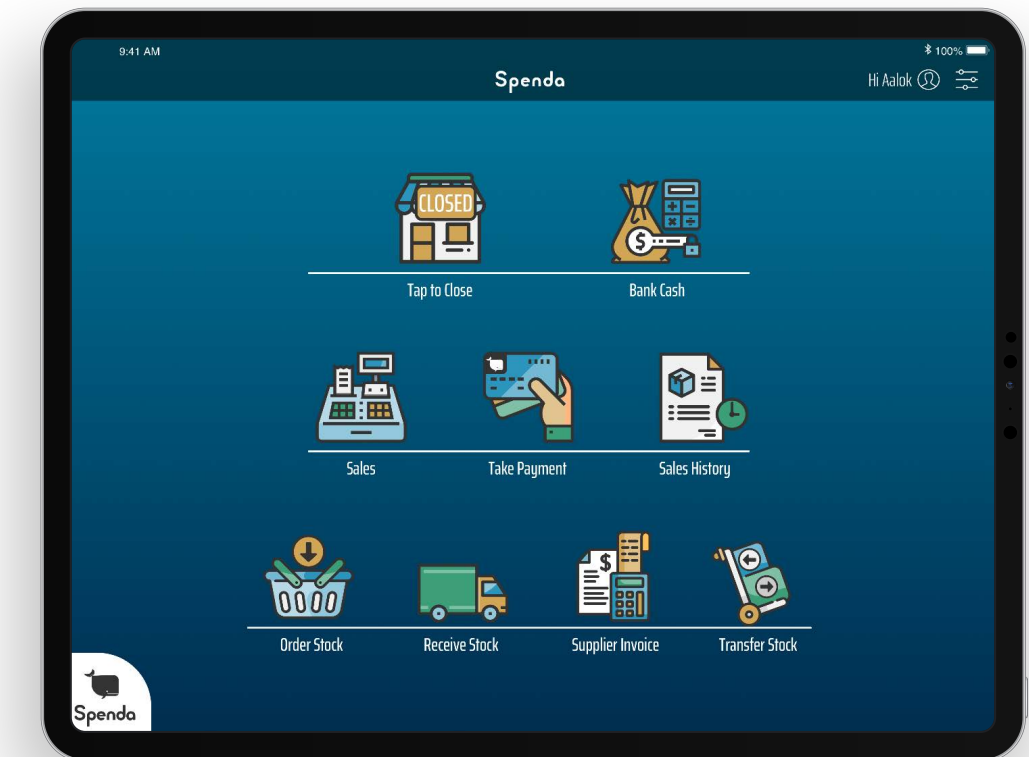 9:41 AM
100%
Spenda
Hi Aalok
CLOSED
Tap to Close
Bank Cash
Sales
Take Payment
Sales History
Order Stock
Receive Stock
Supplier Invoice
Transfer Stock
Spenda